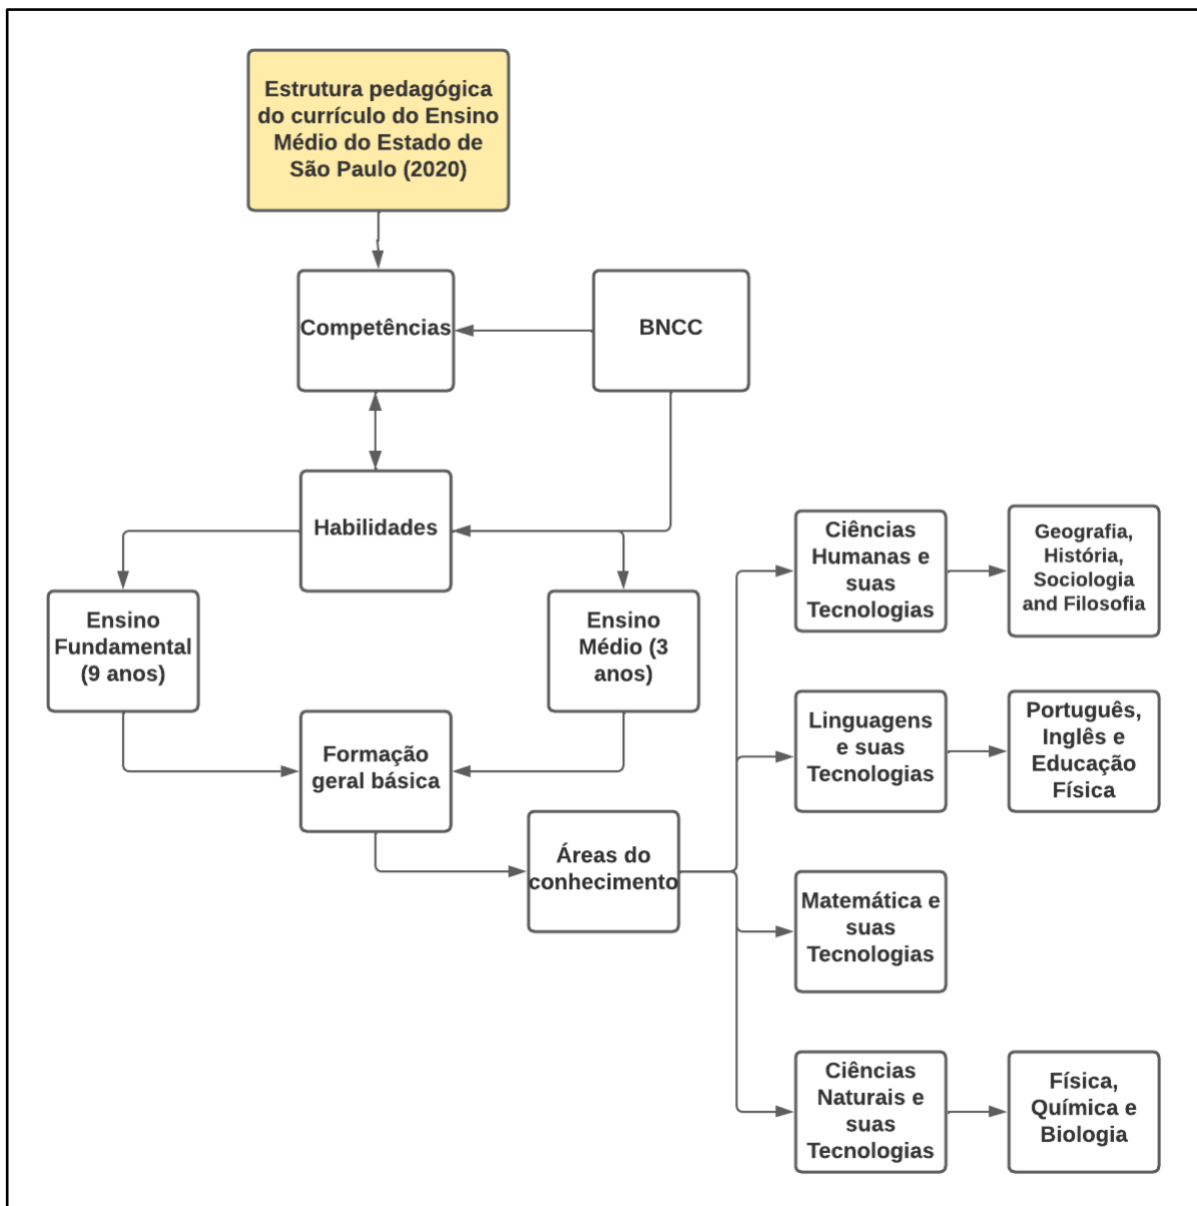 Estrutura pedagógica
do currículo do Ensino
Médio do Estado de
São Paulo (2020)
Competências
BNCC
Habilidades
Ensino
Fundamental
(9 anos)
Ensino
Médio (3
anos)
Formação
geral básica
Áreas do
conhecimento
Ciências
Humanas e
suas
Tecnologias
Geografia,
História,
Sociologia
and Filosofia
Linguagens
e suas
Tecnologias
Português,
Inglês e
Educação
Física
Matemática e
suas
Tecnologias
Ciências
Naturais e
suas
Tecnologias
Física,
Química e
Biologia